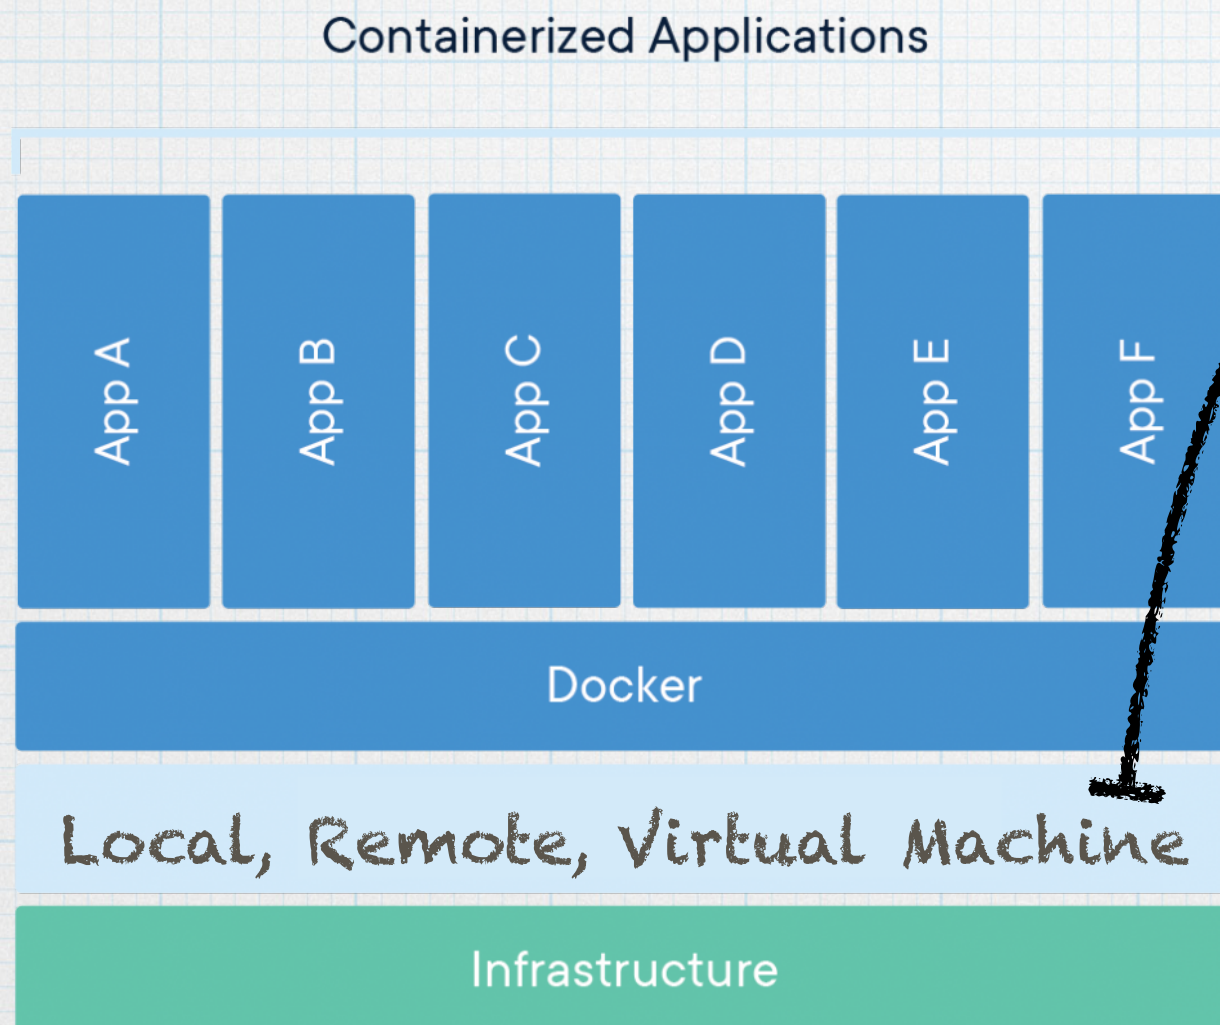 Containerized Applications
App A
App B
App C
App D
App E
App F
Docker
Local, Remote, Virtual Machine
Infrastructure